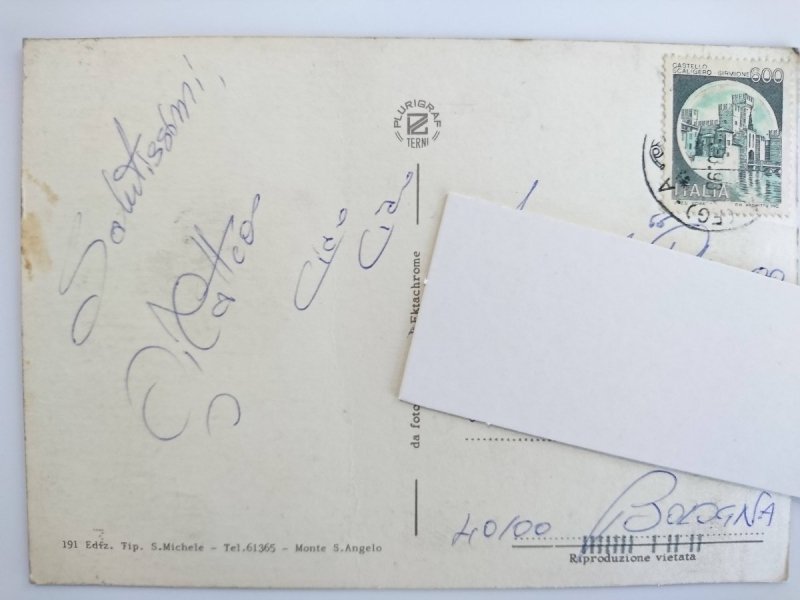 Salutissimi,
Matteo
Ciao
Ciao
PLURIGRAF
TERNI
CASTELLO
SCALIGERO SIRMIONE 600
ITALIA
(FG) A
da foto Ektachrome
40100 BOLOGNA
Riproduzione vietata
191 Ediz. Tip. S.Michele - Tel.61365 - Monte S.Angelo